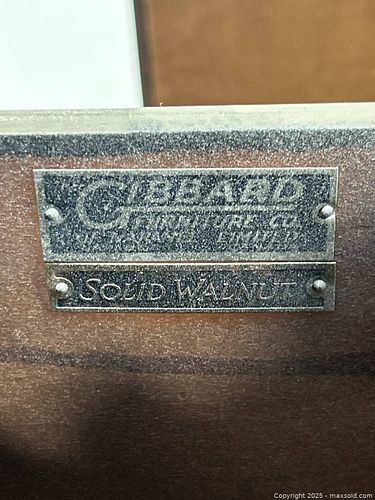 GIBBARD
FURNITURE CO.
SOLID WALNUT
Copyright 2025 - maxsold.com